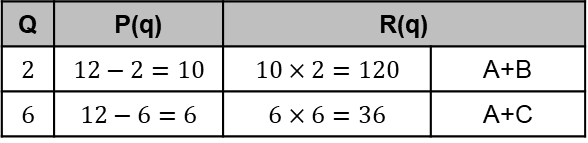 Q P(q) R(q)
2 12 − 2 = 10 10 × 2 = 120 A+B
6 12 − 6 = 6 6 × 6 = 36 A+C